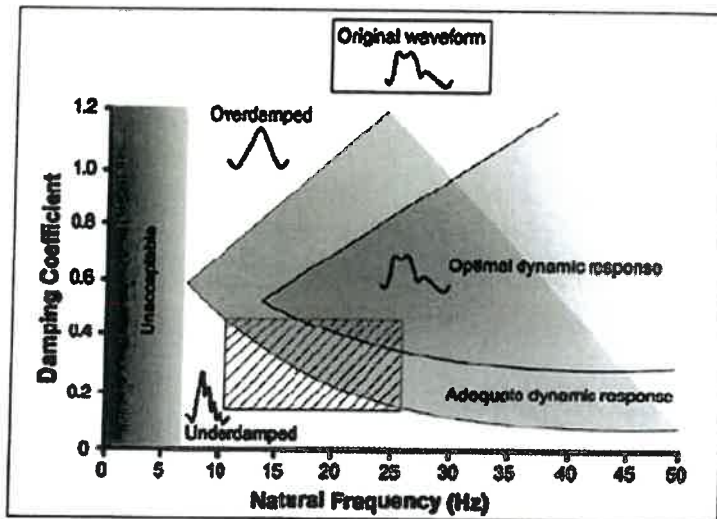 Original waveform
Overdamped
1.2
1.0
0.8
0.6
0.4
0.2
0
Damping Coefficient
Unacceptable
Optimal dynamic response
Adequate dynamic response
Underdamped
0 5 10 15 20 25 30 40 45 50
Natural Frequency (Hz)